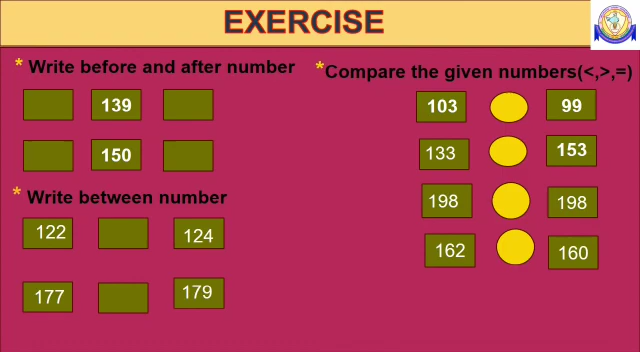 EXERCISE
* Write before and after number
139
150
* Write between number
122 124
177 179
*Compare the given numbers(<,>,=)
103 99
133 153
198 198
162 160